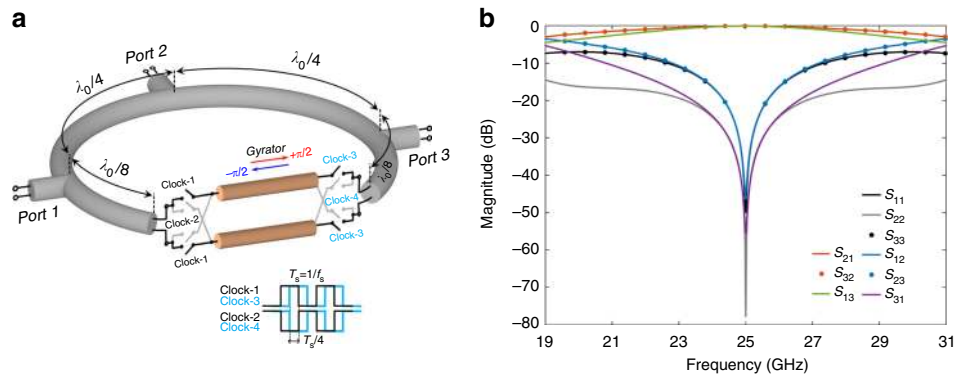 a
Port 2
λ₀/4
λ₀/4
Gyrator
+π/2
−π/2
Clock-3
λ₀/8
Port 3
λ₀/8
Clock-1
Clock-4
Clock-2
Port 1
Clock-3
Clock-1
Tₛ=1/fₛ
Clock-1
Clock-3
Clock-2
Clock-4
Tₛ/4
b
0
−10
−20
−30
−40
−50
−60
−70
−80
Magnitude (dB)
S₁₁
S₂₂
S₃₃
S₂₁
S₁₂
S₃₂
S₂₃
S₁₃
S₃₁
19 21 23 25 27 29 31
Frequency (GHz)